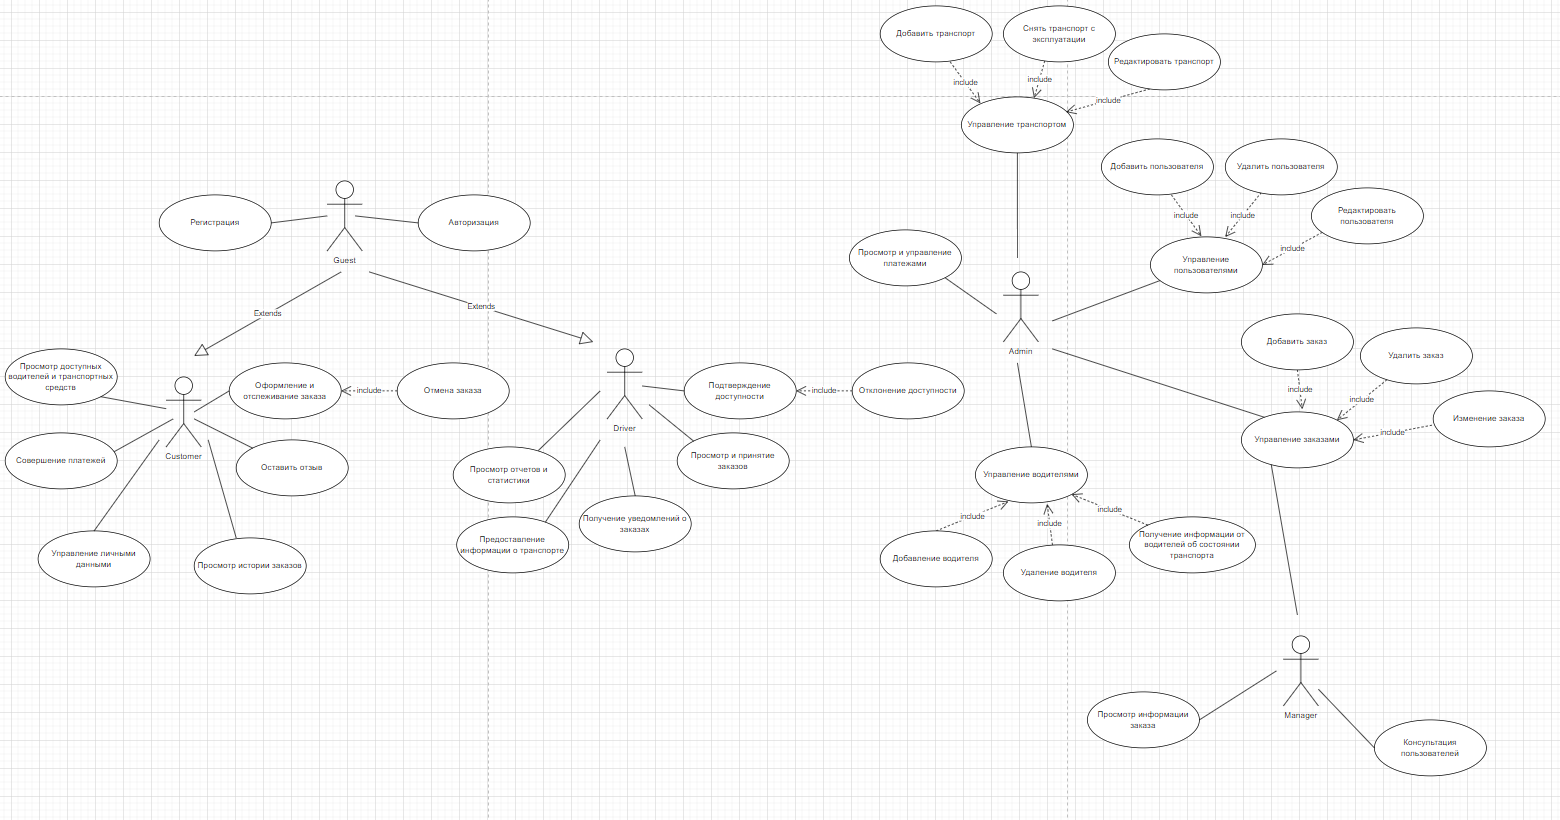 Добавить транспорт
Снять транспорт с
эксплуатации
Редактировать транспорт
include
include
include
Управление транспортом
Добавить пользователя
Удалить пользователя
Редактировать
пользователя
include
include
include
Управление
пользователями
Регистрация
Авторизация
Guest
Просмотр и управление
платежами
Admin
Extends
Extends
Добавить заказ
Удалить заказ
Изменение заказа
include
include
include
Управление заказами
Просмотр доступных
водителей и транспортных
средств
Оформление и
отслеживание заказа
include
Отмена заказа
Customer
Совершение платежей
Оставить отзыв
Управление личными
данными
Просмотр истории заказов
Driver
Подтверждение
доступности
include
Отклонение доступности
Просмотр отчетов и
статистики
Просмотр и принятие
заказов
Предоставление
информации о транспорте
Получение уведомлений о
заказах
Управление водителями
include
include
include
Добавление водителя
Удаление водителя
Получение информации от
водителей об состоянии
транспорта
Manager
Просмотр информации
заказа
Консультация
пользователей